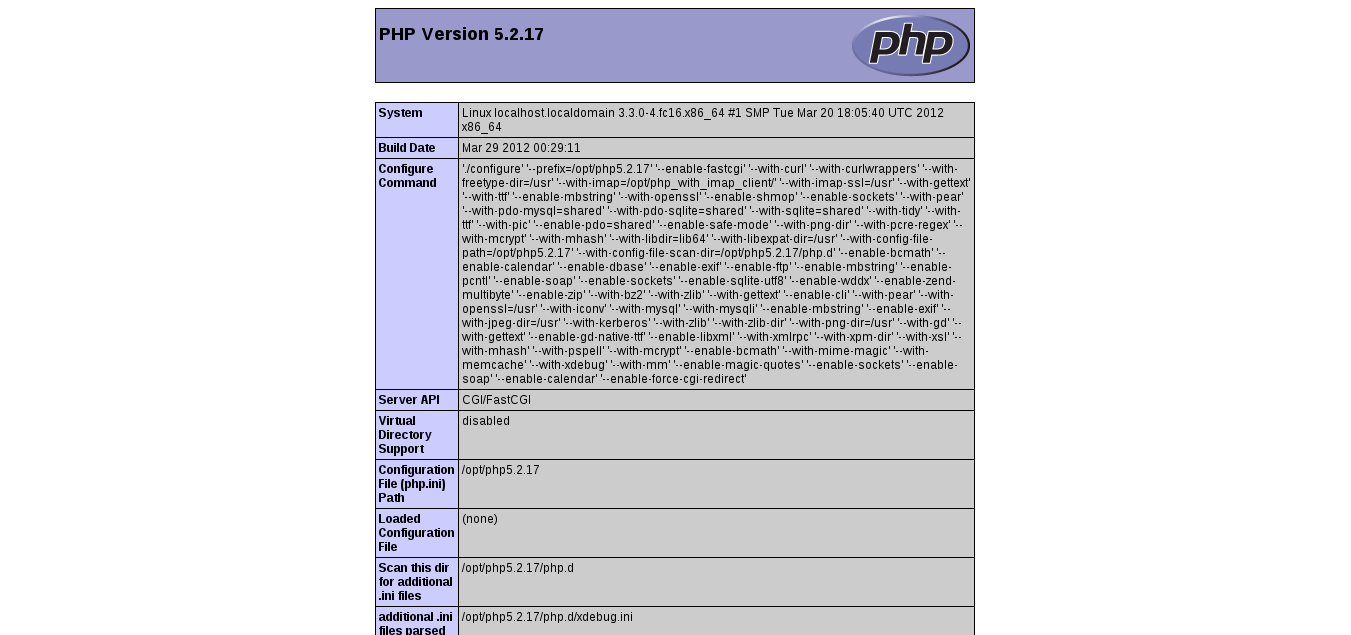 PHP Version 5.2.17
php
System
Linux localhost.localdomain 3.3.0-4.fc16.x86_64 #1 SMP Tue Mar 20 18:05:40 UTC 2012
x86_64
Build Date
Mar 29 2012 00:29:11
Configure
Command
'./configure' '--prefix=/opt/php5.2.17' '--enable-fastcgi' '--with-curl' '--with-curlwrappers' '--with-
freetype-dir=/usr' '--with-imap=/opt/php_with_imap_client/' '--with-imap-ssl=/usr' '--with-gettext'
'--with-ttf' '--enable-mbstring' '--with-openssl' '--enable-shmop' '--enable-sockets' '--with-pear'
'--with-pdo-mysql=shared' '--with-pdo-sqlite=shared' '--with-sqlite=shared' '--with-tidy' '--with-
ttf' '--with-pic' '--enable-pdo=shared' '--enable-safe-mode' '--with-png-dir' '--with-pcre-regex' '--
with-mcrypt' '--with-mhash' '--with-libdir=lib64' '--with-libexpat-dir=/usr' '--with-config-file-
path=/opt/php5.2.17' '--with-config-file-scan-dir=/opt/php5.2.17/php.d' '--enable-bcmath' '--
enable-calendar' '--enable-dbase' '--enable-exif' '--enable-ftp' '--enable-mbstring' '--enable-
pcntl' '--enable-soap' '--enable-sockets' '--enable-sqlite-utf8' '--enable-wddx' '--enable-zend-
multibyte' '--enable-zip' '--with-bz2' '--with-zlib' '--with-gettext' '--enable-cli' '--with-pear' '--with-
openssl=/usr' '--with-iconv' '--with-mysql' '--with-mysqli' '--enable-mbstring' '--enable-exif' '--
with-jpeg-dir=/usr' '--with-kerberos' '--with-zlib' '--with-zlib-dir' '--with-png-dir=/usr' '--with-gd' '--
with-gettext' '--enable-gd-native-ttf' '--enable-libxml' '--with-xmlrpc' '--with-xpm-dir' '--with-xsl' '--
with-mhash' '--with-pspell' '--with-mcrypt' '--enable-bcmath' '--with-mime-magic' '--with-
memcache' '--with-xdebug' '--with-mm' '--enable-magic-quotes' '--enable-sockets' '--enable-
soap' '--enable-calendar' '--enable-force-cgi-redirect'
Server API
CGI/FastCGI
Virtual
Directory
Support
disabled
Configuration
File (php.ini)
Path
/opt/php5.2.17
Loaded
Configuration
File
(none)
Scan this dir
for additional
.ini files
/opt/php5.2.17/php.d
additional .ini
files parsed
/opt/php5.2.17/php.d/xdebug.ini